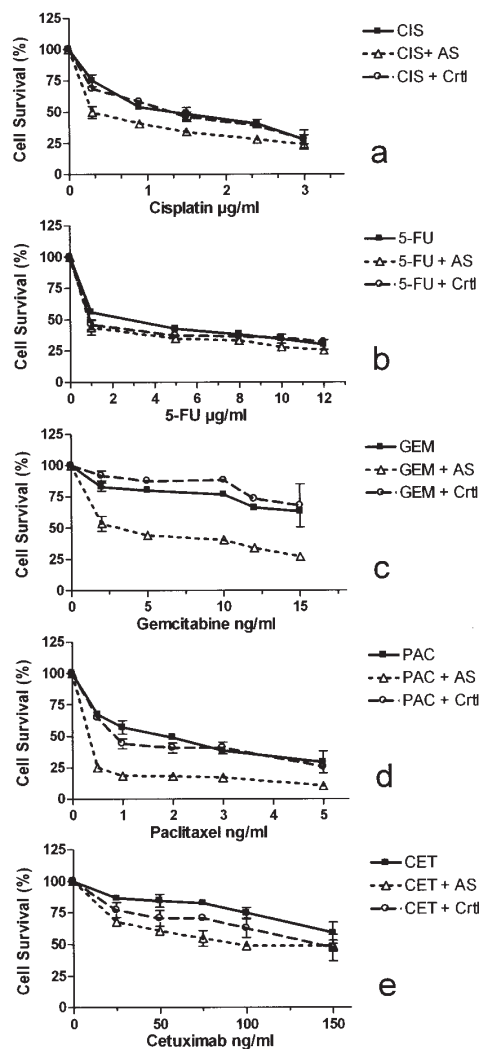 125
100
75
50
25
0
0
1
2
3
Cell Survival (%)
Cisplatin µg/ml
CIS
CIS+ AS
CIS + Crtl
a
125
100
75
50
25
0
0
2
4
6
8
10
12
Cell Survival (%)
5-FU µg/ml
5-FU
5-FU + AS
5-FU + Crtl
b
125
100
75
50
25
0
0
5
10
15
Cell Survival (%)
Gemcitabine ng/ml
GEM
GEM + AS
GEM + Crtl
c
125
100
75
50
25
0
0
1
2
3
4
5
Cell Survival (%)
Paclitaxel ng/ml
PAC
PAC + AS
PAC + Crtl
d
125
100
75
50
25
0
0
50
100
150
Cell Survival (%)
Cetuximab ng/ml
CET
CET + AS
CET + Crtl
e